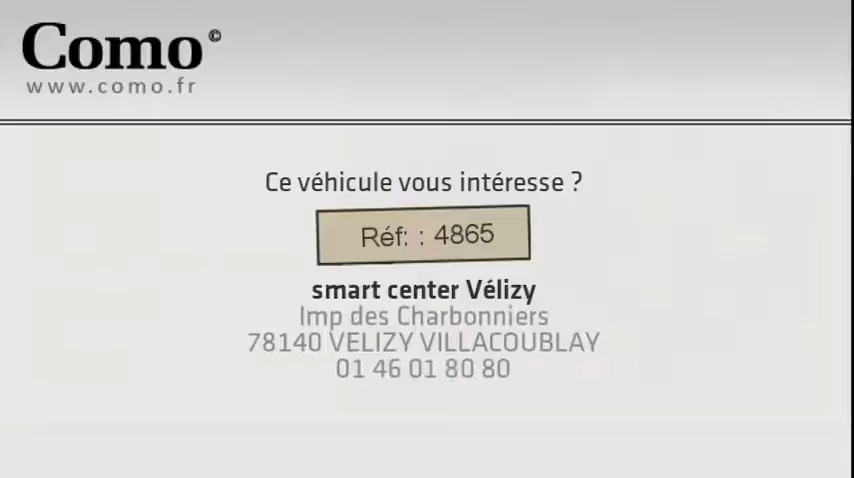 Como©
www.como.fr
Ce véhicule vous intéresse ?
Réf: : 4865
smart center Vélizy
Imp des Charbonniers
78140 VELIZY VILLACOUBLAY
01 46 01 80 80